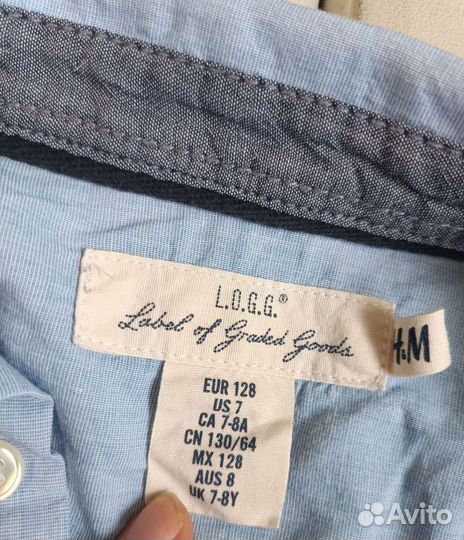 L.O.G.G.®
Label of Graded Goods
H&M
EUR 128
US 7
CA 7-8A
CN 130/64
MX 128
AUS 8
UK 7-8Y
Avito